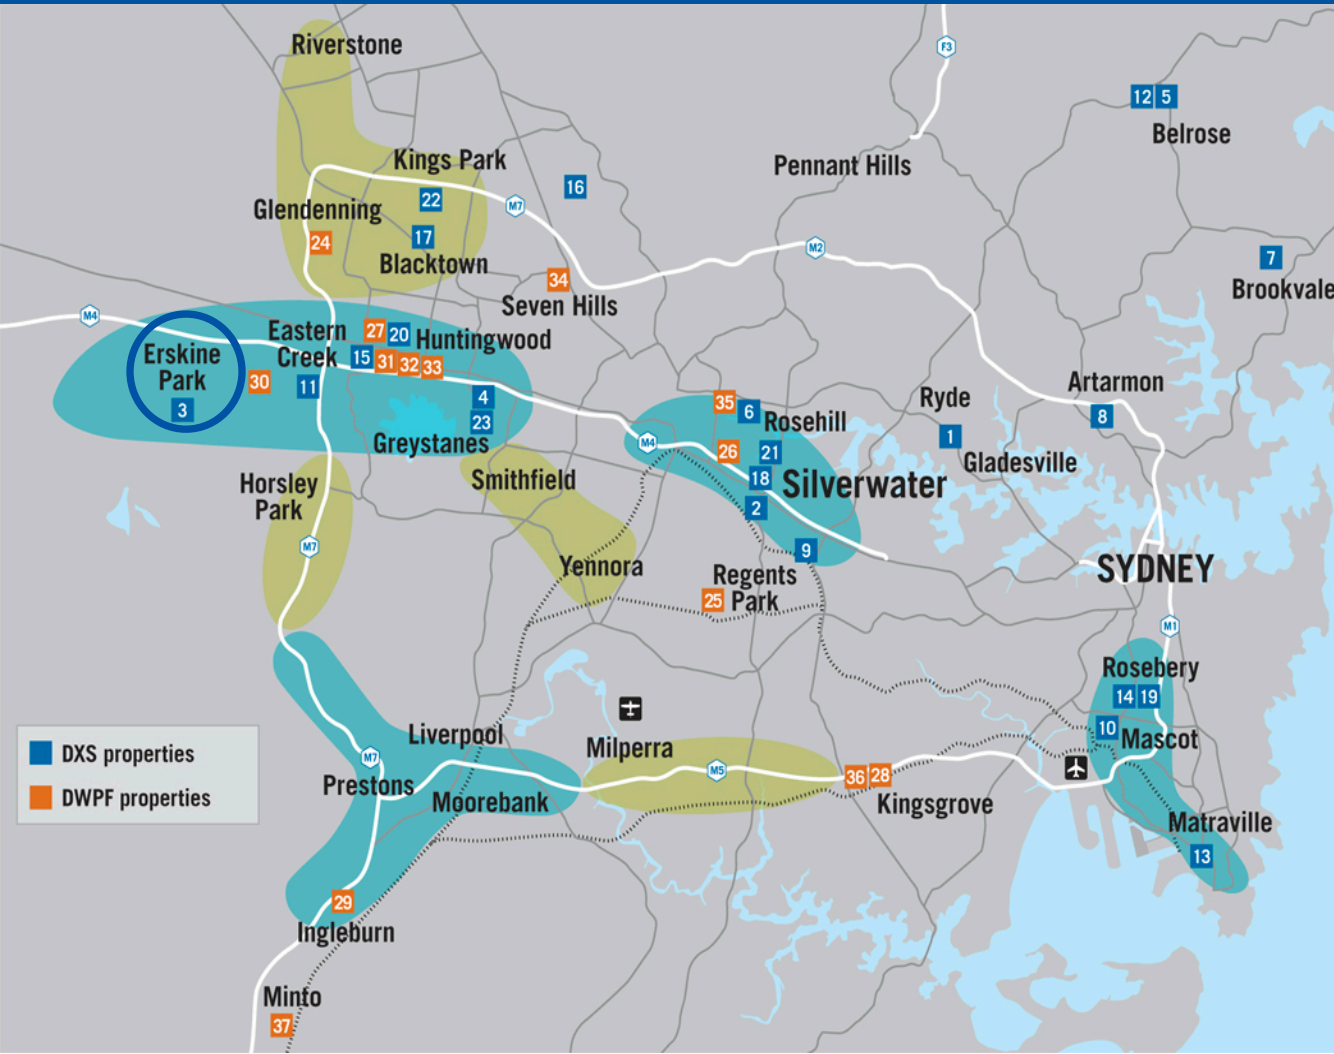 Riverstone
F3
12 5
Belrose
Kings Park
Pennant Hills
16
22
Glendenning
M7
24
17
Blacktown
M2
7
34
Seven Hills
Brookvale
M4
Eastern
Creek
27 20
Huntingwood
Erskine
Park
15 31 32 33
30
11
3
4
23
Greystanes
Artarmon
8
Ryde
1
Gladesville
35 6
Rosehill
M4
26 21
18
Silverwater
2
9
Smithfield
Horsley
Park
M7
Yennora
Regents
Park
25
SYDNEY
M1
Rosebery
14 19
10
Mascot
Liverpool
Milperra
DXS properties
DWPF properties
M7
Prestons
M5
36 28
Kingsgrove
Moorebank
Matraville
13
29
Ingleburn
Minto
37